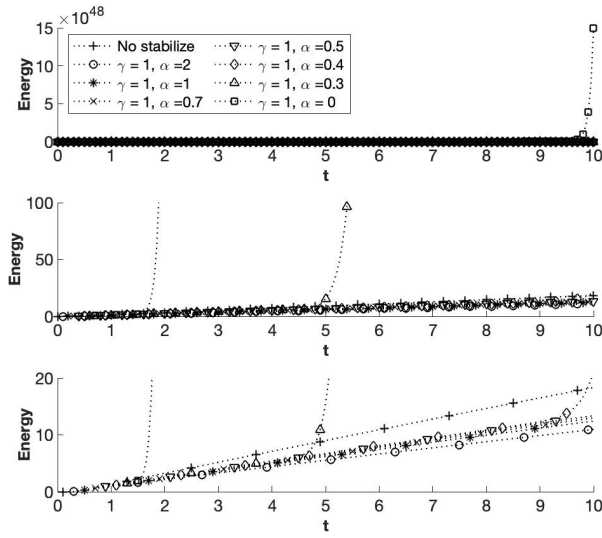 × 10^48
15
10
5
0
Energy
No stabilize
γ = 1, α =2
γ = 1, α =1
γ = 1, α =0.7
γ = 1, α =0.5
γ = 1, α =0.4
γ = 1, α =0.3
γ = 1, α =0
0 1 2 3 4 5 6 7 8 9 10
t
100
50
0
Energy
0 1 2 3 4 5 6 7 8 9 10
t
20
10
0
Energy
0 1 2 3 4 5 6 7 8 9 10
t